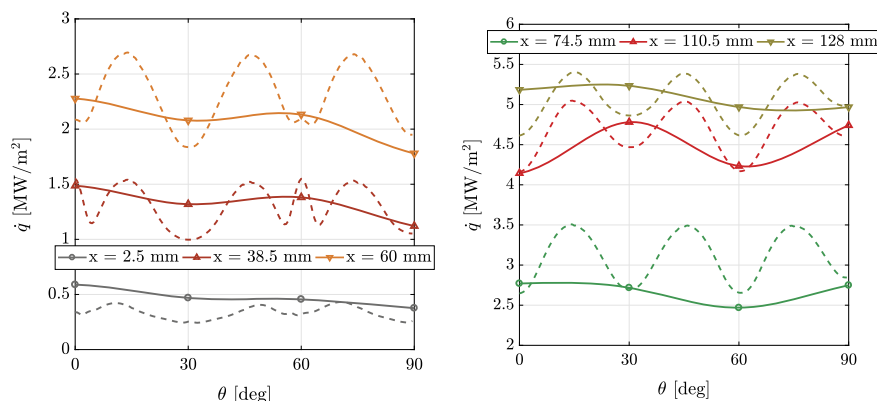 3
2.5
2
1.5
1
0.5
0
q̇ [MW/m²]
x = 2.5 mm x = 38.5 mm x = 60 mm
0 30 60 90
θ [deg]
6
5.5
5
4.5
4
3.5
3
2.5
2
q̇ [MW/m²]
x = 74.5 mm x = 110.5 mm x = 128 mm
0 30 60 90
θ [deg]